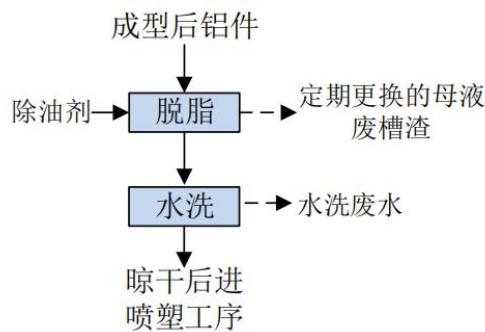 成型后铝件
除油剂
脱脂
定期更换的母液
废槽渣
水洗
水洗废水
晾干后进
喷塑工序